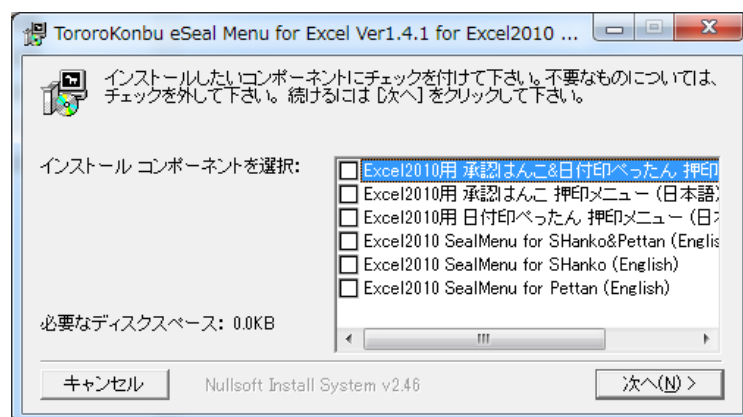 TororoKonbu eSeal Menu for Excel Ver1.4.1 for Excel2010 ...
インストールしたいコンポーネントにチェックを付けて下さい。不要なものについては、
チェックを外して下さい。続けるには [次へ] をクリックして下さい。
インストール コンポーネントを選択:
Excel2010用 承認はんこ&日付印ぺったん 押印
Excel2010用 承認はんこ 押印メニュー (日本語)
Excel2010用 日付印ぺったん 押印メニュー (日
Excel2010 SealMenu for SHanko&Pettan (Englis
Excel2010 SealMenu for SHanko (English)
Excel2010 SealMenu for Pettan (English)
必要なディスクスペース: 0.0KB
キャンセル
Nullsoft Install System v2.46
次へ(N) >